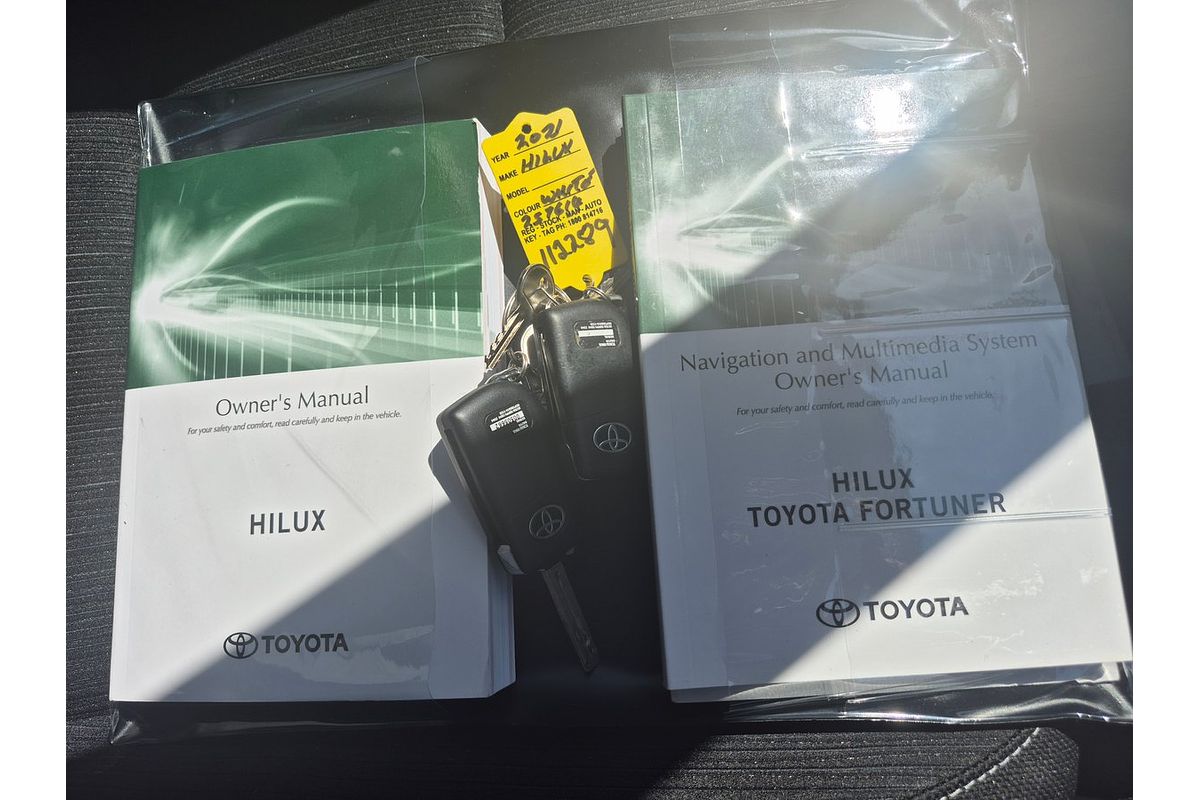 Owner's Manual
For your safety and comfort, read carefully and keep in the vehicle.
HILUX
TOYOTA
YEAR 2021
MAKE HILUX
MODEL
COLOUR WHITE
REG - STOCK - MAN - AUTO
KEY - TAG PH: 1800 814716
112289
Navigation and Multimedia System
Owner's Manual
For your safety and comfort, read carefully and keep in the vehicle.
HILUX
TOYOTA FORTUNER
TOYOTA